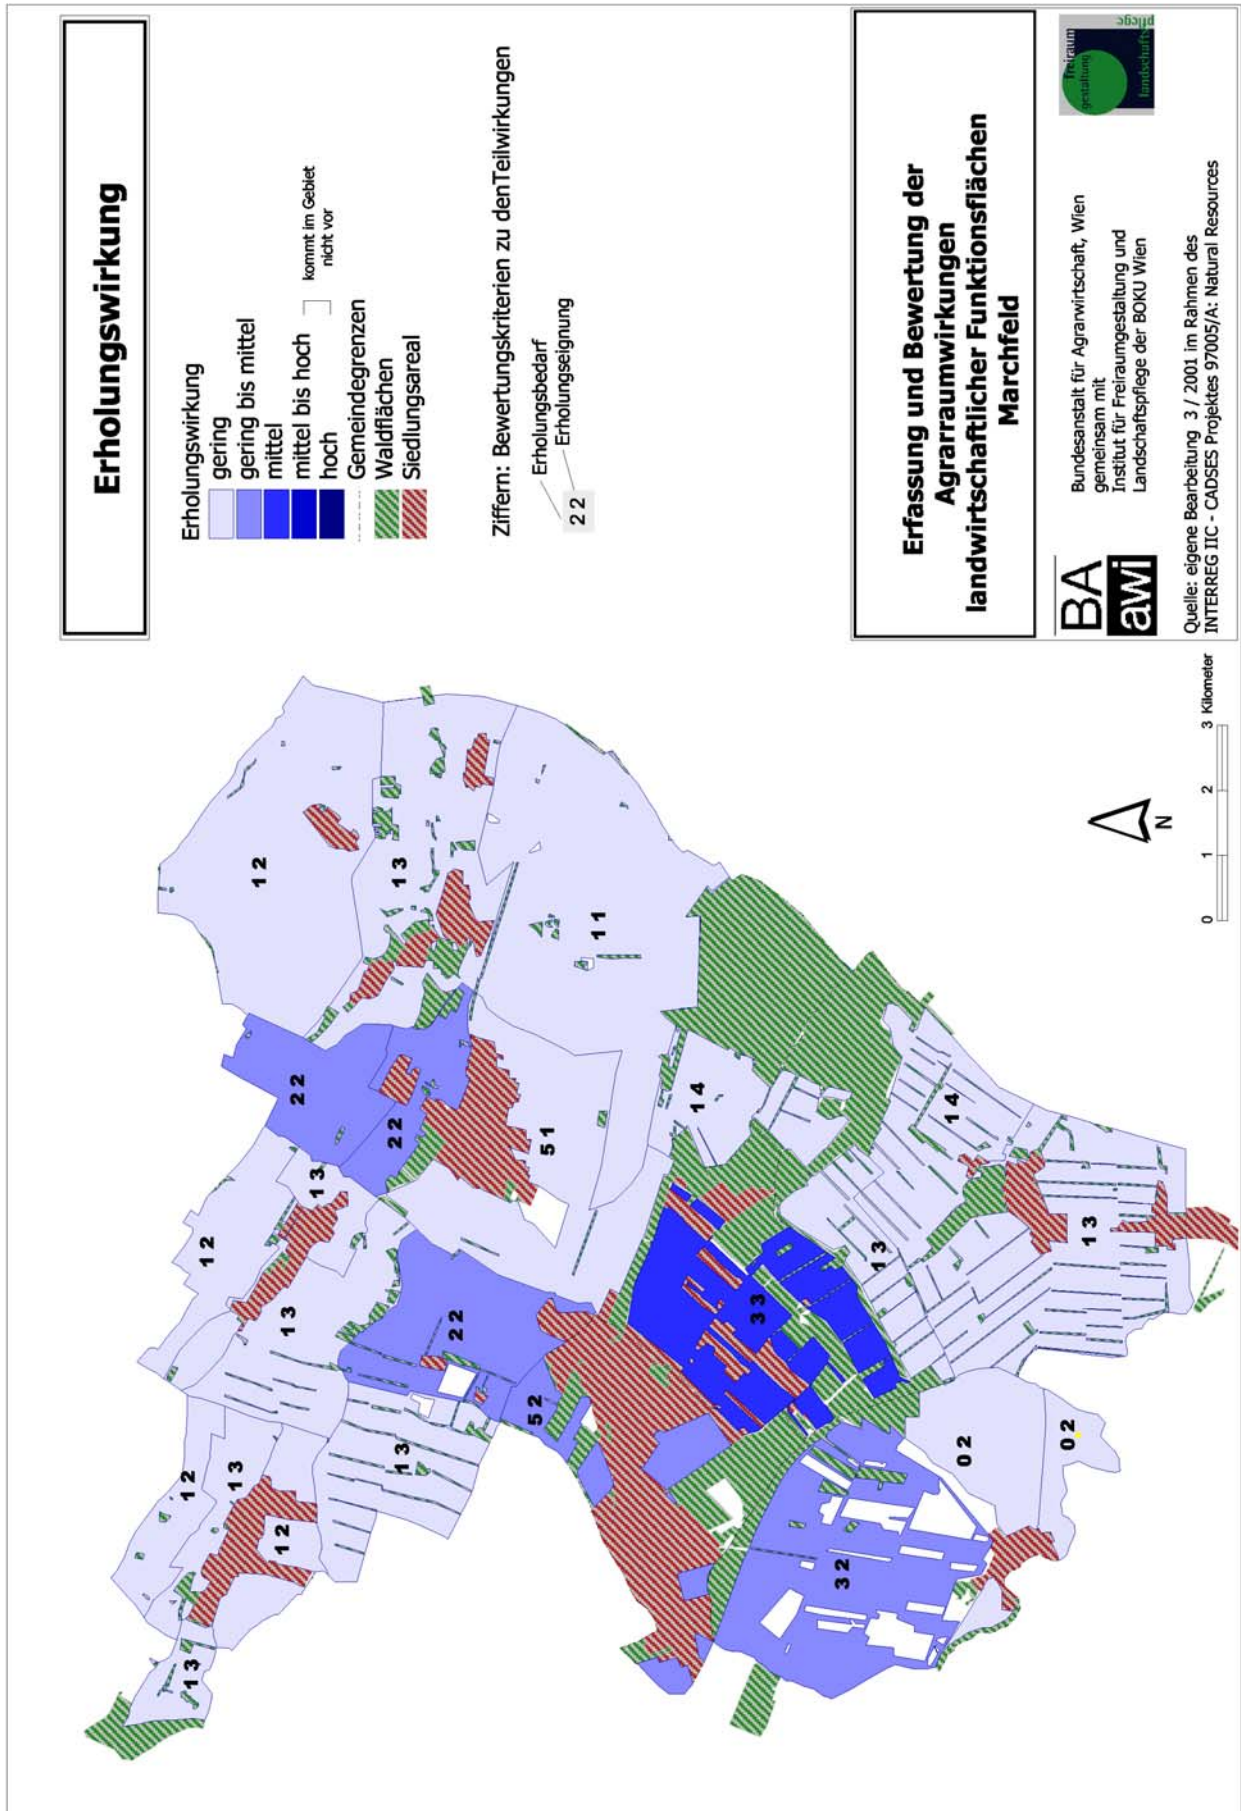 Erholungswirkung
Erholungswirkung
gering
gering bis mittel
mittel
mittel bis hoch
hoch
kommt im Gebiet
nicht vor
Gemeindegrenzen
Waldflächen
Siedlungsareal
Ziffern: Bewertungskriterien zu denTeilwirkungen
Erholungsbedarf
Erholungseignung
2 2
Erfassung und Bewertung der
Agrarraumwirkungen
landwirtschaftlicher Funktionsflächen
Marchfeld
BA
awi
Bundesanstalt für Agrarwirtschaft, Wien
gemeinsam mit
Institut für Freiraumgestaltung und
Landschaftspflege der BOKU Wien
freiraum
gestaltung
landschafts
pflege
Quelle: eigene Bearbeitung 3 / 2001 im Rahmen des
INTERREG IIC - CADSES Projektes 97005/A: Natural Resources
1 2
1 3
1 1
2 2
2 2
5 1
1 3
1 2
1 3
2 2
1 4
1 4
1 3
1 3
3 3
5 2
1 3
1 2
1 3
1 2
1 3
3 2
0 2
0 2
N
0 1 2 3 Kilometer